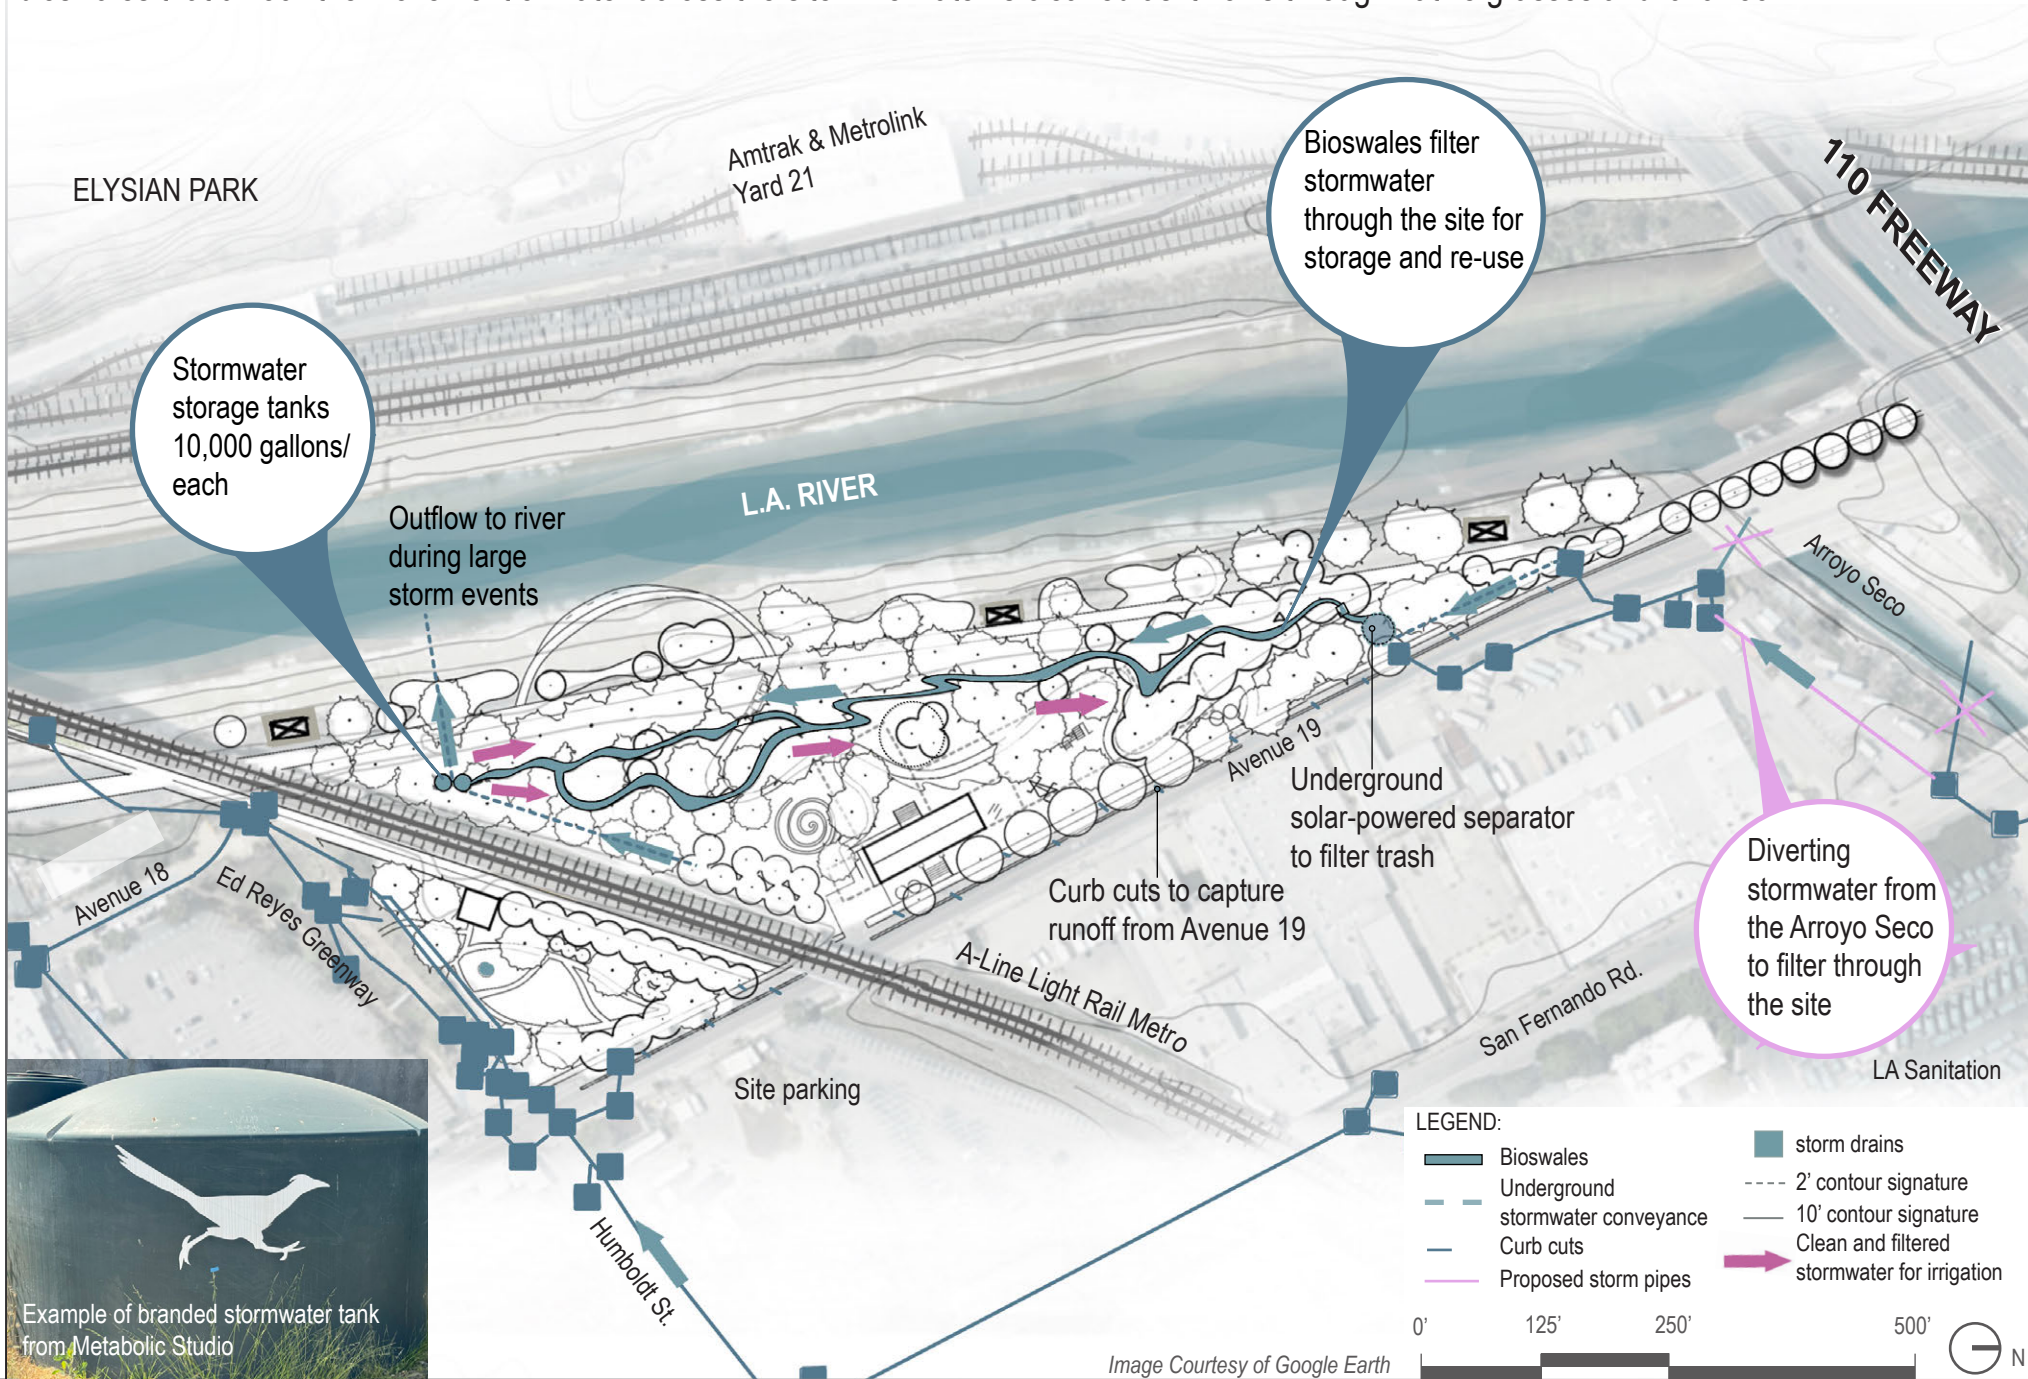 ELYSIAN PARK
Amtrak & Metrolink
Yard 21
Bioswales filter
stormwater
through the site for
storage and re-use
110 FREEWAY
Stormwater
storage tanks
10,000 gallons/
each
Outflow to river
during large
storm events
L.A. RIVER
Arroyo Seco
Avenue 19
Underground
solar-powered separator
to filter trash
Curb cuts to capture
runoff from Avenue 19
Diverting
stormwater from
the Arroyo Seco
to filter through
the site
Avenue 18
Ed Reyes Greenway
A-Line Light Rail Metro
San Fernando Rd.
LA Sanitation
Site parking
Humboldt St.
Example of branded stormwater tank
from Metabolic Studio
LEGEND:
Bioswales
Underground
stormwater conveyance
Curb cuts
Proposed storm pipes
storm drains
2' contour signature
10' contour signature
Clean and filtered
stormwater for irrigation
0' 125' 250' 500'
N
Image Courtesy of Google Earth